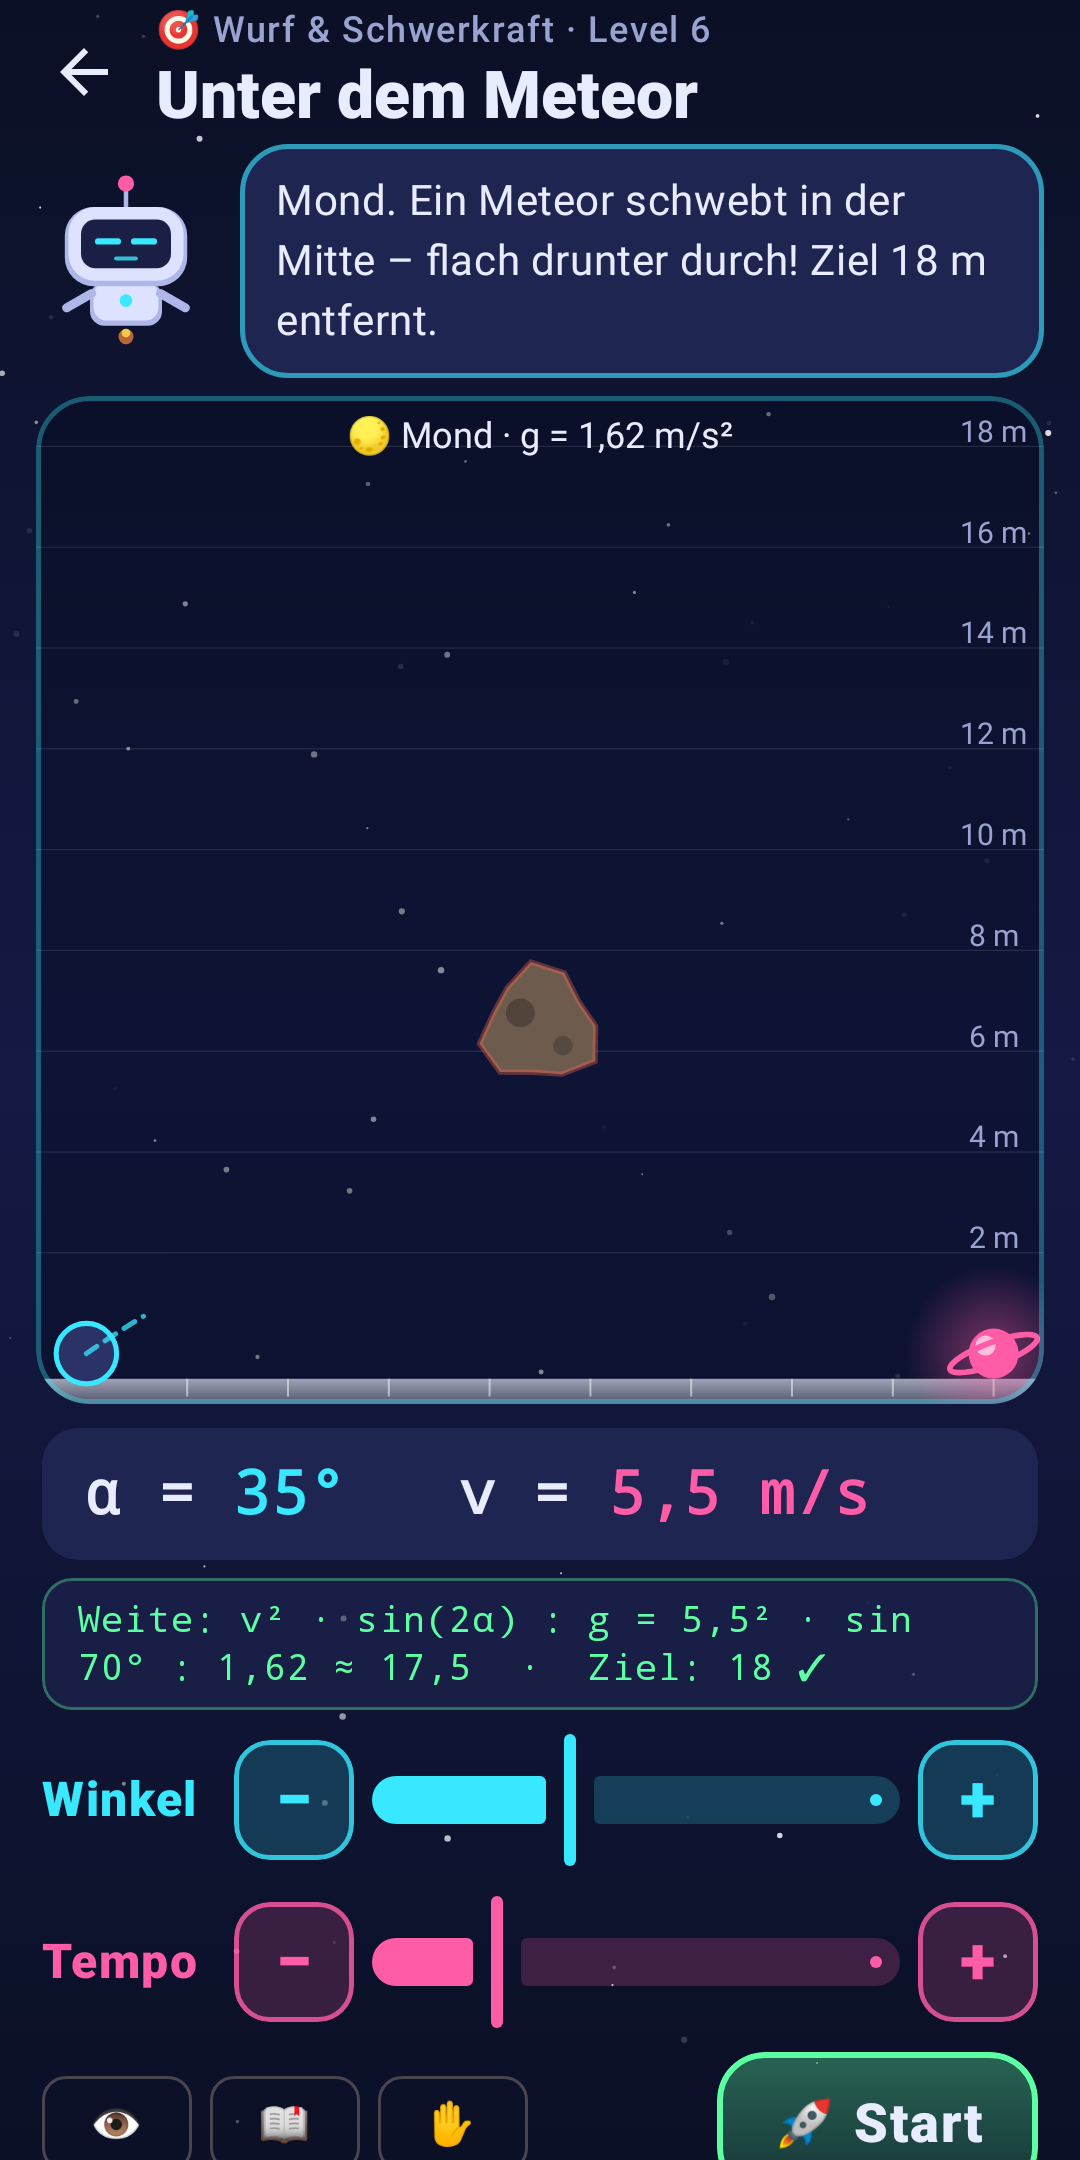 🎯 Wurf & Schwerkraft · Level 6
Unter dem Meteor
Mond. Ein Meteor schwebt in der
Mitte – flach drunter durch! Ziel 18 m
entfernt.
🌕 Mond · g = 1,62 m/s²
18 m
16 m
14 m
12 m
10 m
8 m
6 m
4 m
2 m
α = 35° v = 5,5 m/s
Weite: v² · sin(2α) : g = 5,5² · sin
70° : 1,62 ≈ 17,5 · Ziel: 18 ✓
Winkel − +
Tempo − +
🚀 Start